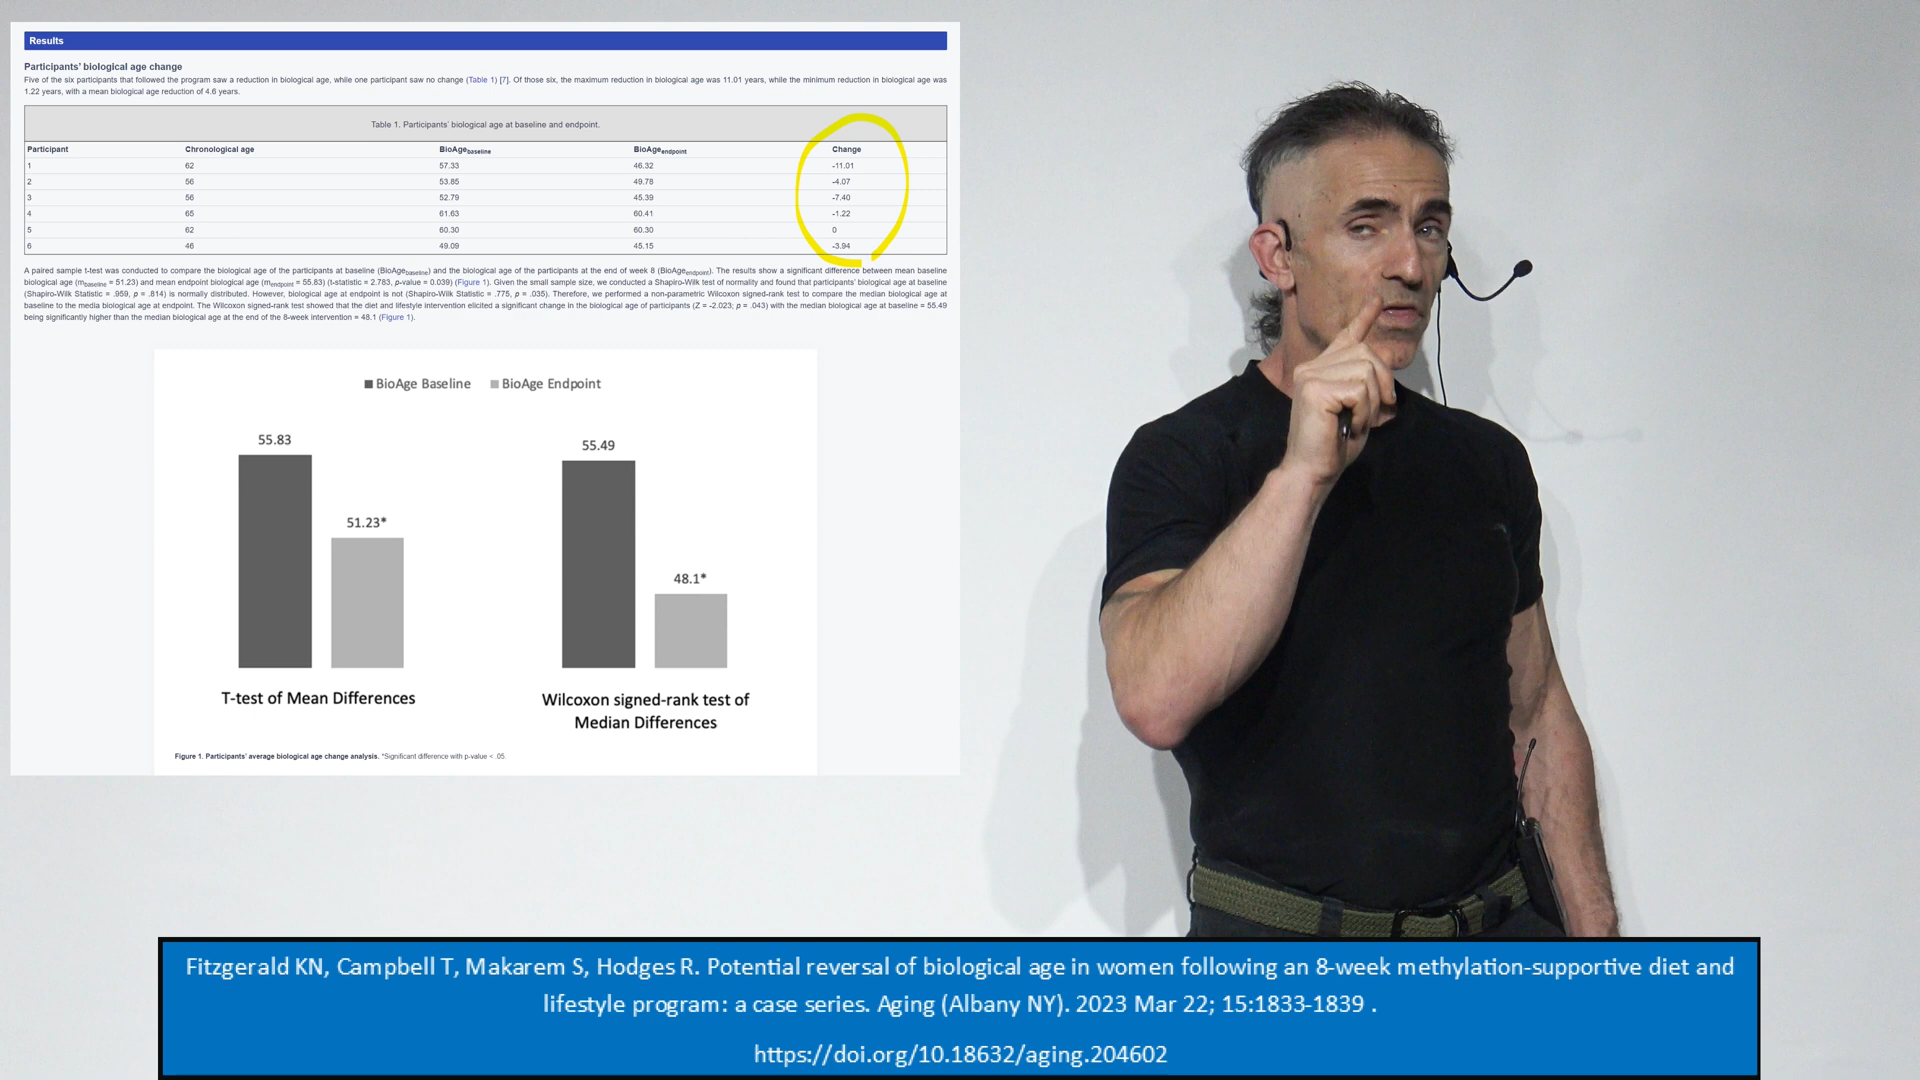 Results
Participants' biological age change
Five of the six participants that followed the program saw a reduction in biological age, while one participant saw no change (Table 1) [7]. Of those six, the maximum reduction in biological age was 11.01 years, while the minimum reduction in biological age was
1.22 years, with a mean biological age reduction of 4.6 years.
Table 1. Participants' biological age at baseline and endpoint.
Participant Chronological age BioAgebaseline BioAgeendpoint Change
1 62 57.33 46.32 -11.01
2 56 53.85 49.78 -4.07
3 56 52.79 45.39 -7.40
4 65 61.63 60.41 -1.22
5 62 60.30 60.30 0
6 46 49.09 45.15 -3.94
A paired sample t-test was conducted to compare the biological age of the participants at baseline (BioAgebaseline) and the biological age of the participants at the end of week 8 (BioAgeendpoint). The results show a significant difference between mean baseline
biological age (mbaseline = 51.23) and mean endpoint biological age (mendpoint = 55.83) (t-statistic = 2.783, p-value = 0.039) (Figure 1). Given the small sample size, we conducted a Shapiro-Wilk test of normality and found that participants' biological age at baseline
(Shapiro-Wilk Statistic = .959, p = .814) is normally distributed. However, biological age at endpoint is not (Shapiro-Wilk Statistic = .775, p = .035). Therefore, we performed a non-parametric Wilcoxon signed-rank test to compare the median biological age at
baseline to the media biological age at endpoint. The Wilcoxon signed-rank test showed that the diet and lifestyle intervention elicited a significant change in the biological age of participants (Z = -2.023; p = .043) with the median biological age at baseline = 55.49
being significantly higher than the median biological age at the end of the 8-week intervention = 48.1 (Figure 1).
BioAge Baseline BioAge Endpoint
55.83
51.23*
55.49
48.1*
T-test of Mean Differences
Wilcoxon signed-rank test of
Median Differences
Figure 1. Participants' average biological age change analysis. *Significant difference with p-value < .05.
Fitzgerald KN, Campbell T, Makarem S, Hodges R. Potential reversal of biological age in women following an 8-week methylation-supportive diet and
lifestyle program: a case series. Aging (Albany NY). 2023 Mar 22; 15:1833-1839 .
https://doi.org/10.18632/aging.204602